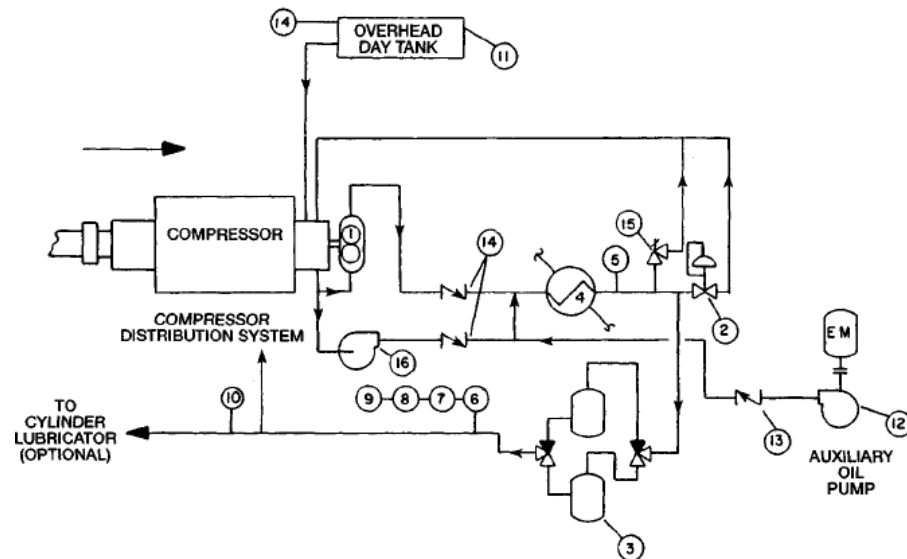 14
OVERHEAD
DAY TANK
11
COMPRESSOR
1
14
15
5
4
2
COMPRESSOR
DISTRIBUTION SYSTEM
16
EM
10
9
8
7
6
TO
CYLINDER
LUBRICATOR
(OPTIONAL)
13
12
AUXILIARY
OIL
PUMP
3